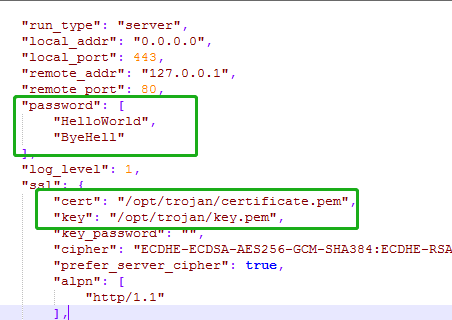 "run_type": "server",
"local_addr": "0.0.0.0",
"local_port": 443,
"remote_addr": "127.0.0.1",
"remote_port": 80,
"password": [
"HelloWorld",
"ByeHell"
],
"log_level": 1,
"ssl": {
"cert": "/opt/trojan/certificate.pem",
"key": "/opt/trojan/key.pem",
"key_password": "",
"cipher": "ECDHE-ECDSA-AES256-GCM-SHA384:ECDHE-RSA
"prefer_server_cipher": true,
"alpn": [
"http/1.1"
],